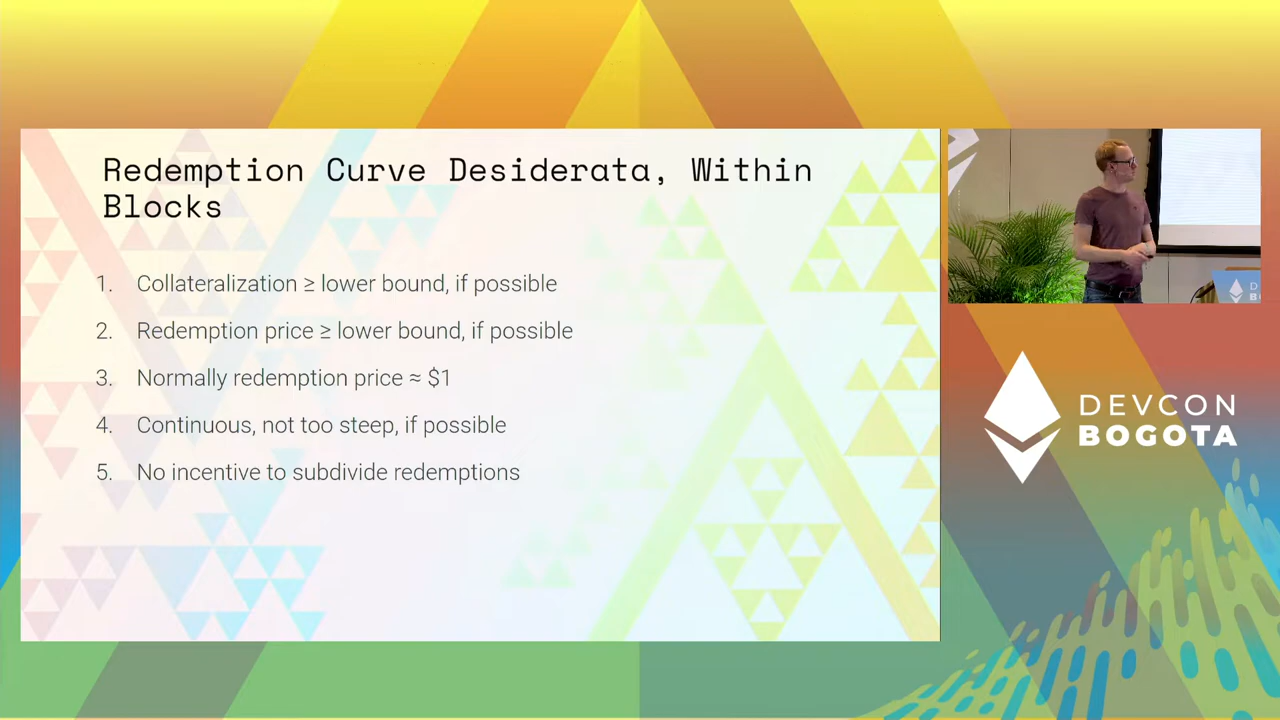 Redemption Curve Desiderata, Within
Blocks
1. Collateralization ≥ lower bound, if possible
2. Redemption price ≥ lower bound, if possible
3. Normally redemption price ≈ $1
4. Continuous, not too steep, if possible
5. No incentive to subdivide redemptions
DEVCON
BOGOTA